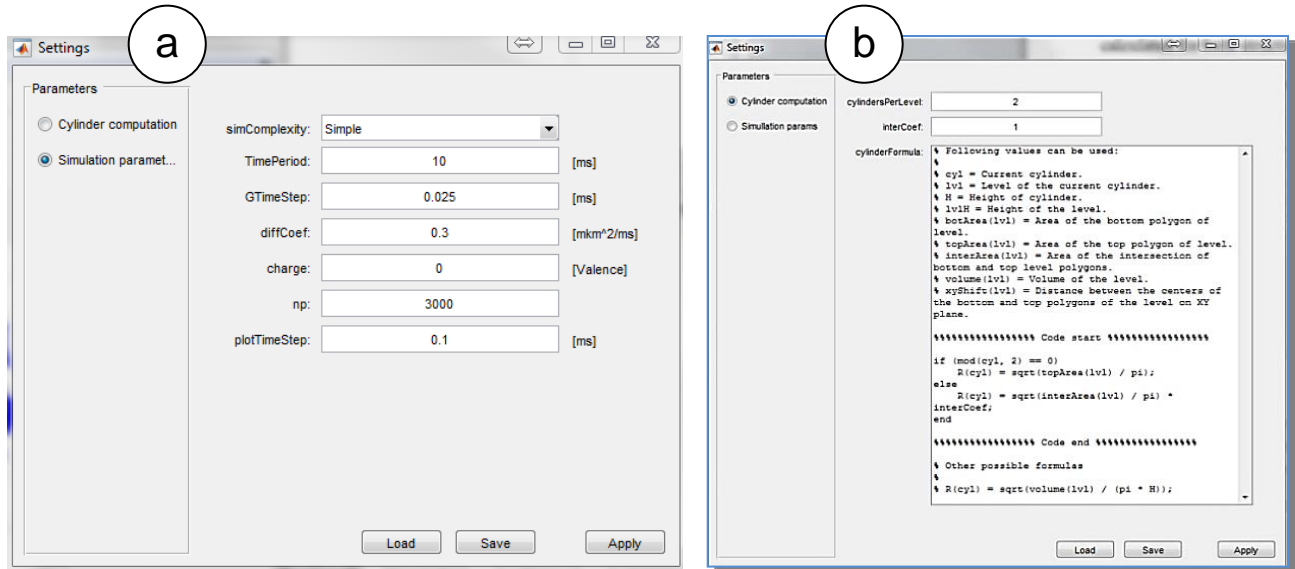 a
Settings
Parameters
Cylinder computation
Simulation paramet...
simComplexity: Simple
TimePeriod: 10 [ms]
GTimeStep: 0.025 [ms]
diffCoef: 0.3 [mkm^2/ms]
charge: 0 [Valence]
np: 3000
plotTimeStep: 0.1 [ms]
Load Save Apply
b
Settings
Parameters
Cylinder computation
Simullation params
cylindersPerLevel: 2
interCoef: 1
cylinderFormula:
% Following values can be used:
%
% cyl = Current cylinder.
% lvl = Level of the current cylinder.
% H = Height of cylinder.
% lvlH = Height of the level.
% botArea(lvl) = Area of the bottom polygon of
level.
% topArea(lvl) = Area of the top polygon of level.
% interArea(lvl) = Area of the intersection of
bottom and top level polygons.
% volume(lvl) = Volume of the level.
% xyShift(lvl) = Distance between the centers of
the bottom and top polygons of the level on XY
plane.
%%%%%%%%%%%%%%%%% Code start %%%%%%%%%%%%%%%%%
if (mod(cyl, 2) == 0)
R(cyl) = sqrt(topArea(lvl) / pi);
else
R(cyl) = sqrt(interArea(lvl) / pi) *
interCoef;
end
%%%%%%%%%%%%%%%%% Code end %%%%%%%%%%%%%%%%%
% Other possible formulas
%
% R(cyl) = sqrt(volume(lvl) / (pi * H));
Load Save Apply